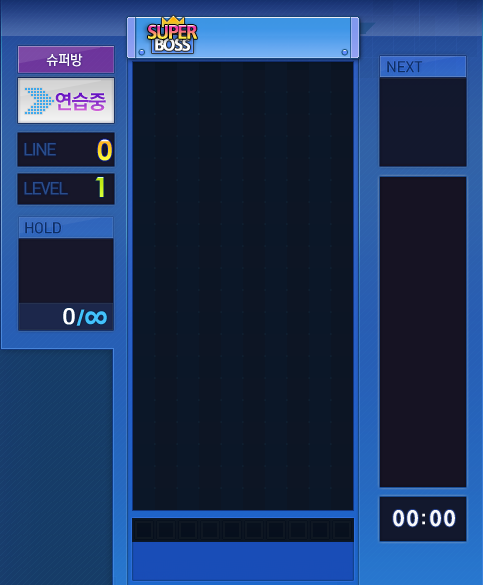 SUPER
BOSS
슈퍼방
연습중
LINE 0
LEVEL 1
HOLD
0/∞
NEXT
00:00